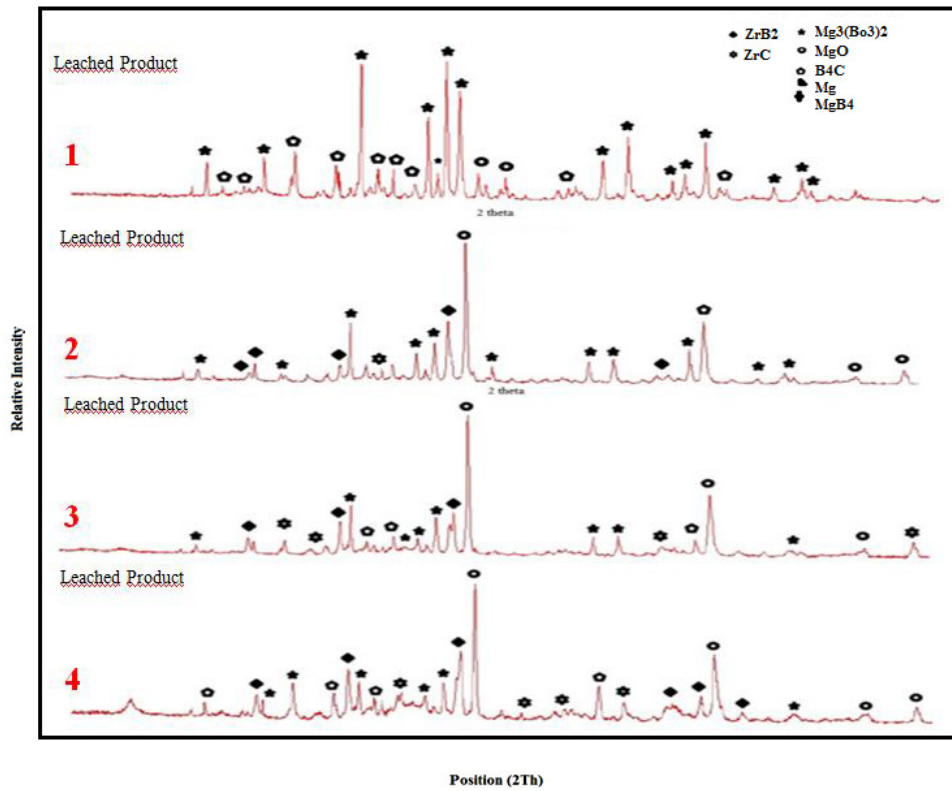 ZrB2
ZrC
Mg3(Bo3)2
MgO
B4C
Mg
MgB4
Leached Product
1
2 theta
Leached Product
2
2 theta
Leached Product
3
Leached Product
4
Relative Intensity
Position (2Th)